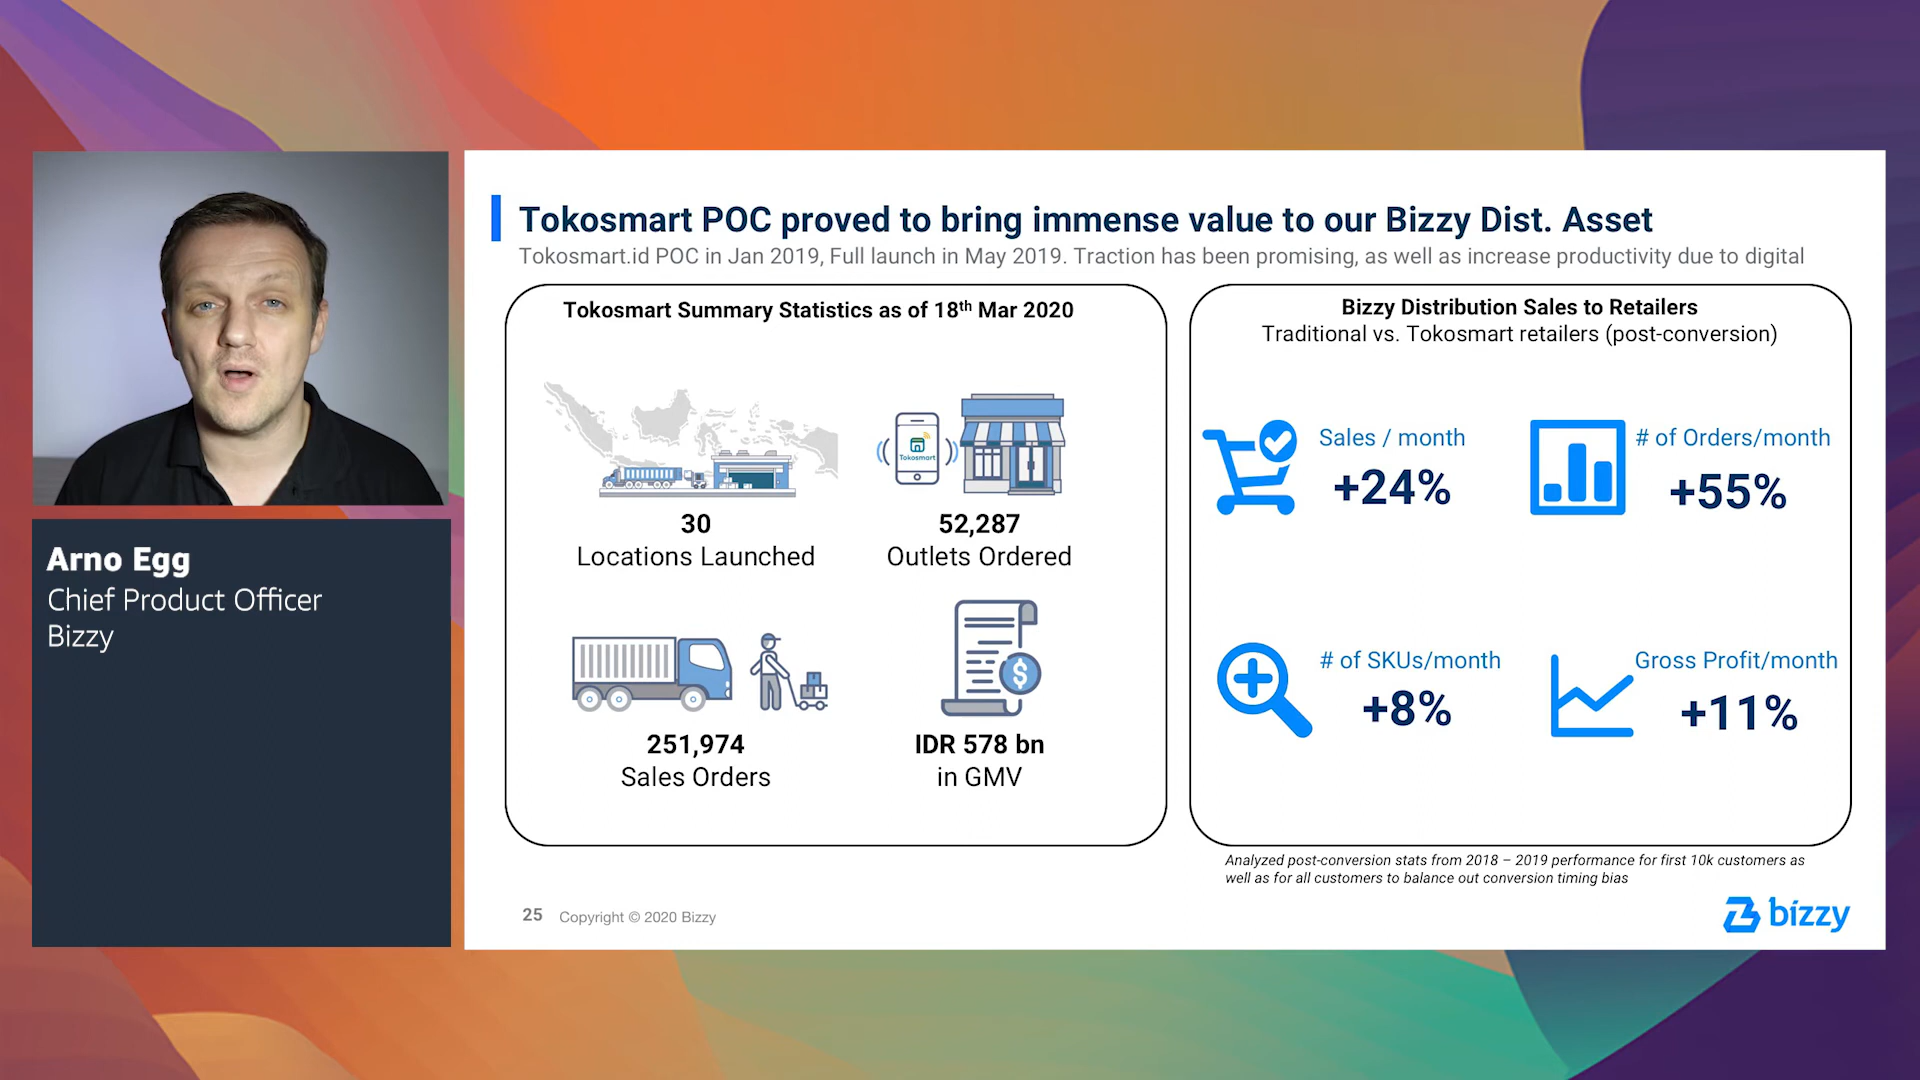 Arno Egg
Chief Product Officer
Bizzy
Tokosmart POC proved to bring immense value to our Bizzy Dist. Asset
Tokosmart.id POC in Jan 2019, Full launch in May 2019. Traction has been promising, as well as increase productivity due to digital
Tokosmart Summary Statistics as of 18th Mar 2020
Tokosmart
30
Locations Launched
52,287
Outlets Ordered
251,974
Sales Orders
$
IDR 578 bn
in GMV
Bizzy Distribution Sales to Retailers
Traditional vs. Tokosmart retailers (post-conversion)
Sales / month
+24%
# of Orders/month
+55%
# of SKUs/month
+8%
Gross Profit/month
+11%
Analyzed post-conversion stats from 2018 – 2019 performance for first 10k customers as
well as for all customers to balance out conversion timing bias
25 Copyright © 2020 Bizzy
bizzy